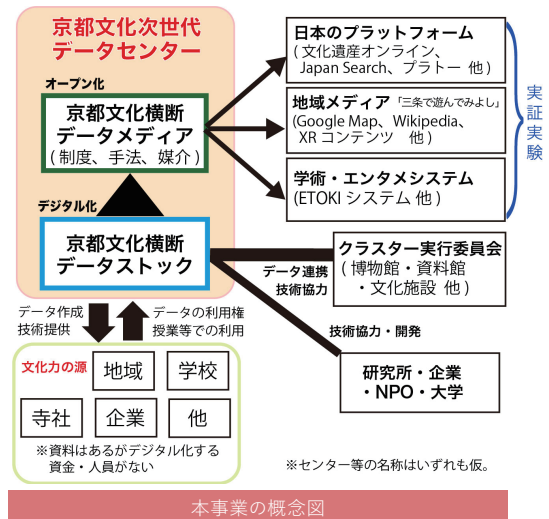 京都文化次世代
データセンター
オープン化
京都文化横断
データメディア
(制度、手法、媒介)
デジタル化
京都文化横断
データストック
日本のプラットフォーム
(文化遺産オンライン、
Japan Search、プラトー 他)
地域メディア「三条で遊んでみよし」
(Google Map、Wikipedia、
XRコンテンツ 他)
学術・エンタメシステム
(ETOKIシステム他)
実証実験
クラスター実行委員会
(博物館・資料館
・文化施設 他)
データ連携
技術協力
技術協力・開発
研究所・企業
・NPO・大学
データ作成
技術提供
データの利用権
授業等での利用
文化力の源
地域
学校
寺社
企業
他
※資料はあるがデジタル化する
資金・人員がない
※センター等の名称はいずれも仮。
本事業の概念図